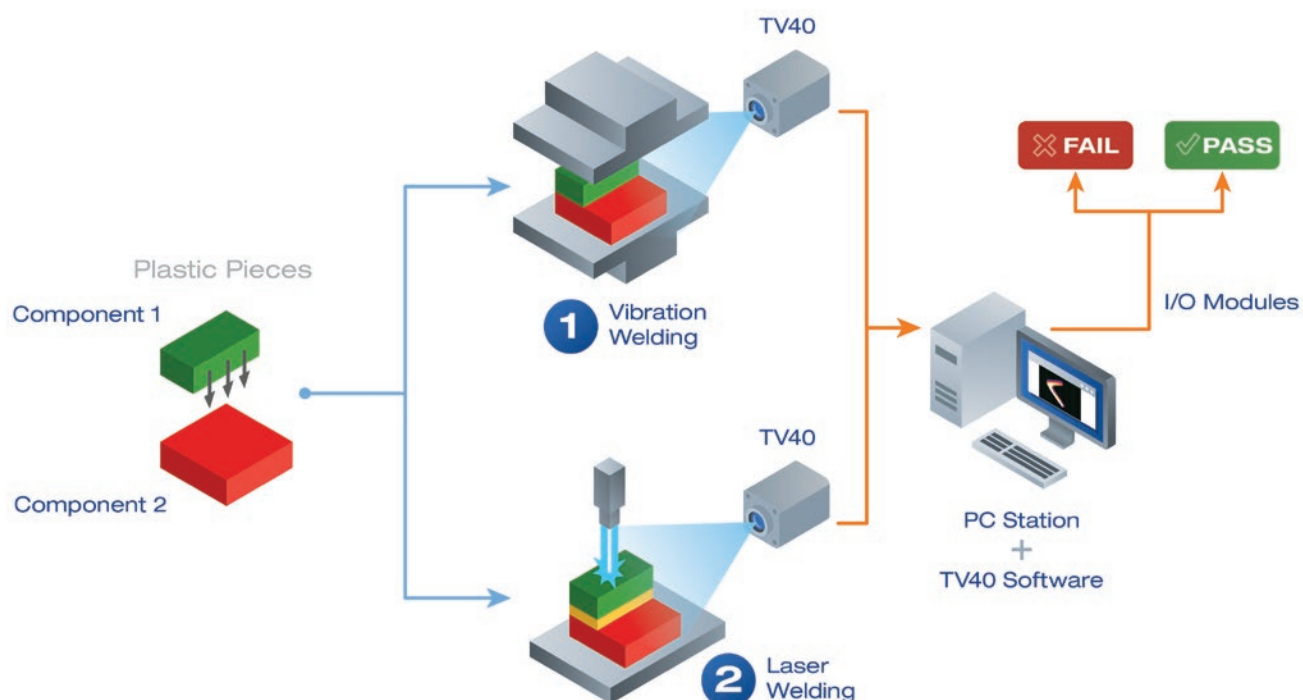 TV40
FAIL
PASS
Plastic Pieces
Component 1
Component 2
1
Vibration
Welding
I/O Modules
TV40
PC Station
+
TV40 Software
2
Laser
Welding